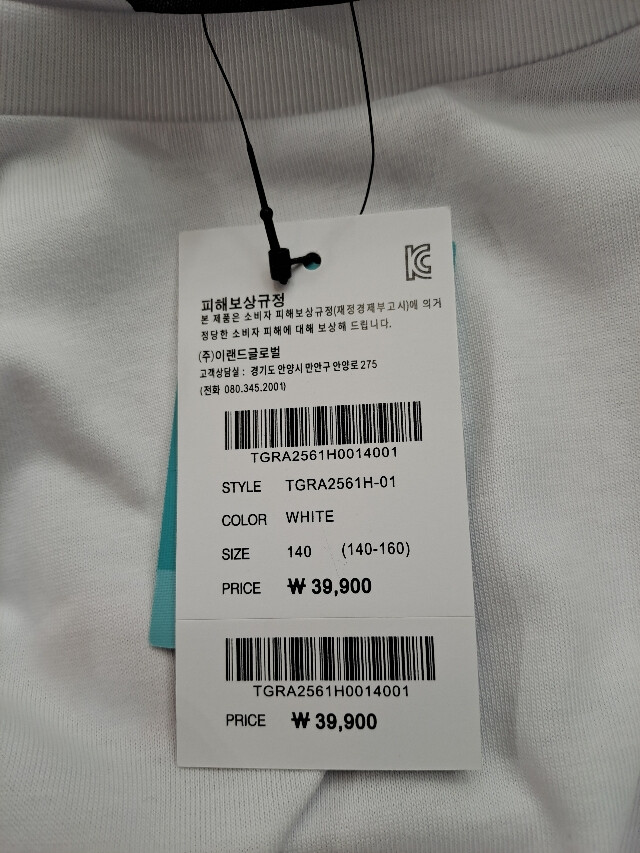 KC
피해보상규정
본 제품은 소비자 피해보상규정(재정경제부고시)에 의거
정당한 소비자 피해에 대해 보상해 드립니다.
(주)이랜드글로벌
고객상담실 : 경기도 안양시 만안구 안양로 275
(전화 080.345.2001)
TGRA2561H0014001
STYLE TGRA2561H-01
COLOR WHITE
SIZE 140 (140-160)
PRICE ₩ 39,900
TGRA2561H0014001
PRICE ₩ 39,900